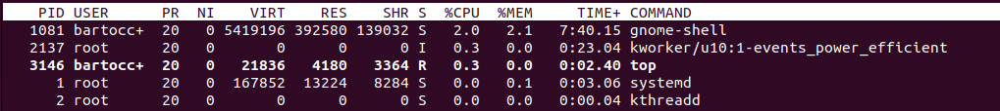 PID USER PR NI VIRT RES SHR S %CPU %MEM TIME+ COMMAND
1081 bartocc+ 20 0 5419196 392580 139032 S 2.0 2.1 7:40.15 gnome-shell
2137 root 20 0 0 0 0 I 0.3 0.0 0:23.04 kworker/u10:1-events_power_efficient
3146 bartocc+ 20 0 21836 4180 3364 R 0.3 0.0 0:02.40 top
1 root 20 0 167852 13224 8284 S 0.0 0.1 0:03.06 systemd
2 root 20 0 0 0 0 S 0.0 0.0 0:00.04 kthreadd